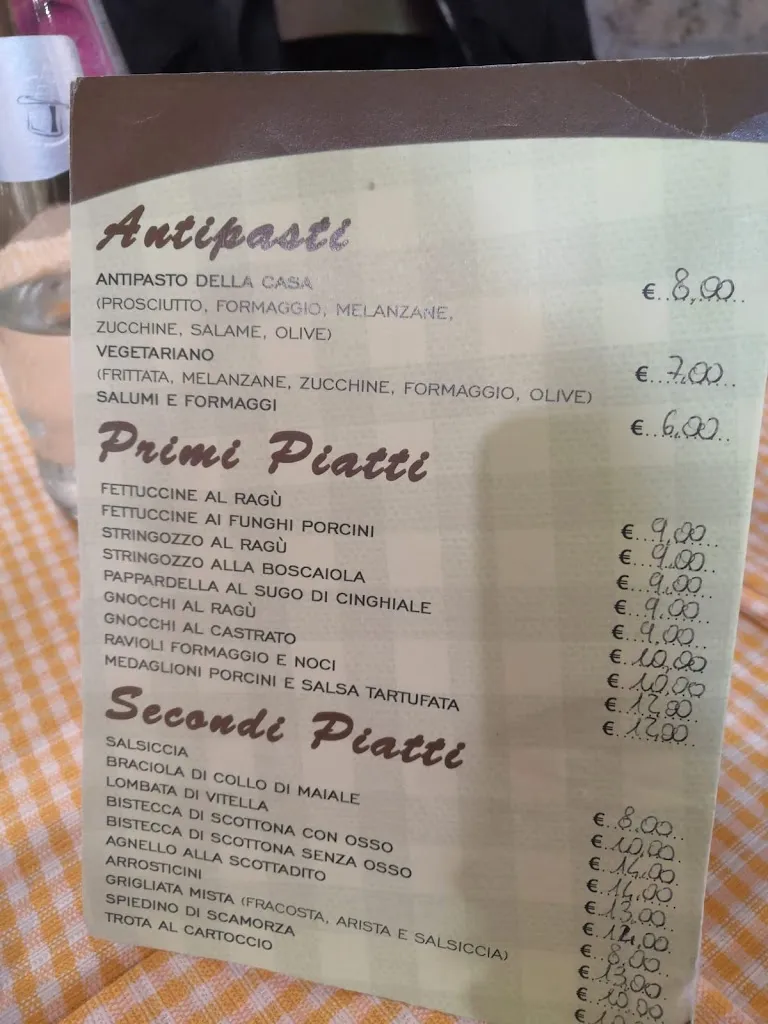 Antipasti
ANTIPASTO DELLA CASA €..8,00..
(PROSCIUTTO, FORMAGGIO, MELANZANE,
ZUCCHINE, SALAME, OLIVE)
VEGETARIANO €..7,00..
(FRITTATA, MELANZANE, ZUCCHINE, FORMAGGIO, OLIVE)
SALUMI E FORMAGGI €..6,00..
Primi Piatti
FETTUCCINE AL RAGÙ €..9,00..
FETTUCCINE AI FUNGHI PORCINI €..9,00..
STRINGOZZO AL RAGÙ €..9,00..
STRINGOZZO ALLA BOSCAIOLA €..9,00..
PAPPARDELLA AL SUGO DI CINGHIALE €..9,00..
GNOCCHI AL RAGÙ €..10,00
GNOCCHI AL CASTRATO €..10,00
RAVIOLI FORMAGGIO E NOCI €..12,00
MEDAGLIONI PORCINI E SALSA TARTUFATA €..12,00
Secondi Piatti
SALSICCIA €..8,00..
BRACIOLA DI COLLO DI MAIALE €..10,00..
LOMBATA DI VITELLA €..14,00
BISTECCA DI SCOTTONA CON OSSO €..14,00
BISTECCA DI SCOTTONA SENZA OSSO €..13,00
AGNELLO ALLA SCOTTADITO €
ARROSTICINI €..8,00..
GRIGLIATA MISTA (FRACOSTA, ARISTA E SALSICCIA) €..13,00
SPIEDINO DI SCAMORZA €..10,00
TROTA AL CARTOCCIO €